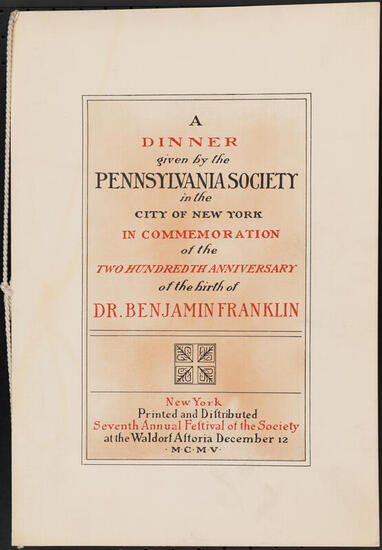 A
DINNER
given by the
PENNSYLVANIA SOCIETY
in the
CITY OF NEW YORK
IN COMMEMORATION
of the
TWO HUNDREDTH ANNIVERSARY
of the birth of
DR. BENJAMIN FRANKLIN
New York
Printed and Diſtributed
Seventh Annual Feſtival of the Society
at the Waldorf Aſtoria December 12
·M·C·M·V·